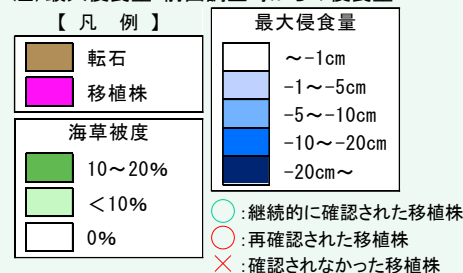 【 凡 例 】
転石
移植株
海草被度
10～20%
＜10%
0%
最大侵食量
～-1cm
-1～-5cm
-5～-10cm
-10～-20cm
-20cm～
○:継続的に確認された移植株
○:再確認された移植株
×:確認されなかった移植株